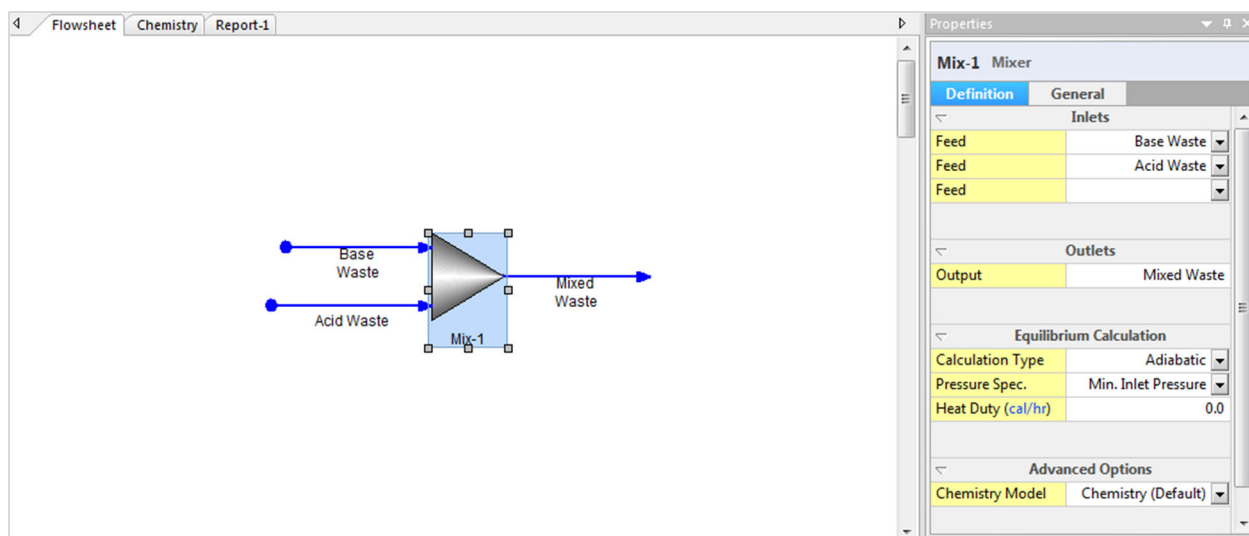 Flowsheet Chemistry Report-1
Base
Waste
Acid Waste
Mix-1
Mixed
Waste
Properties
Mix-1 Mixer
Definition General
Inlets
Feed Base Waste
Feed Acid Waste
Feed
Outlets
Output Mixed Waste
Equilibrium Calculation
Calculation Type Adiabatic
Pressure Spec. Min. Inlet Pressure
Heat Duty (cal/hr) 0.0
Advanced Options
Chemistry Model Chemistry (Default)